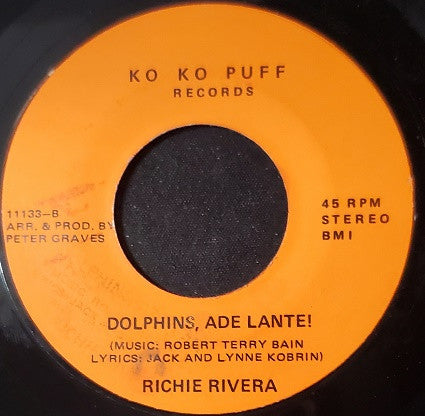 KO KO PUFF
RECORDS
11133-B
ARR. & PROD. BY
PETER GRAVES
45 RPM
STEREO
BMI
DOLPHINS, ADE LANTE!
(MUSIC: ROBERT TERRY BAIN
LYRICS: JACK AND LYNNE KOBRIN)
RICHIE RIVERA